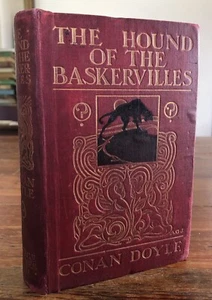 THE HOUND
OF THE
BASKERVILLES
CONAN DOYLE